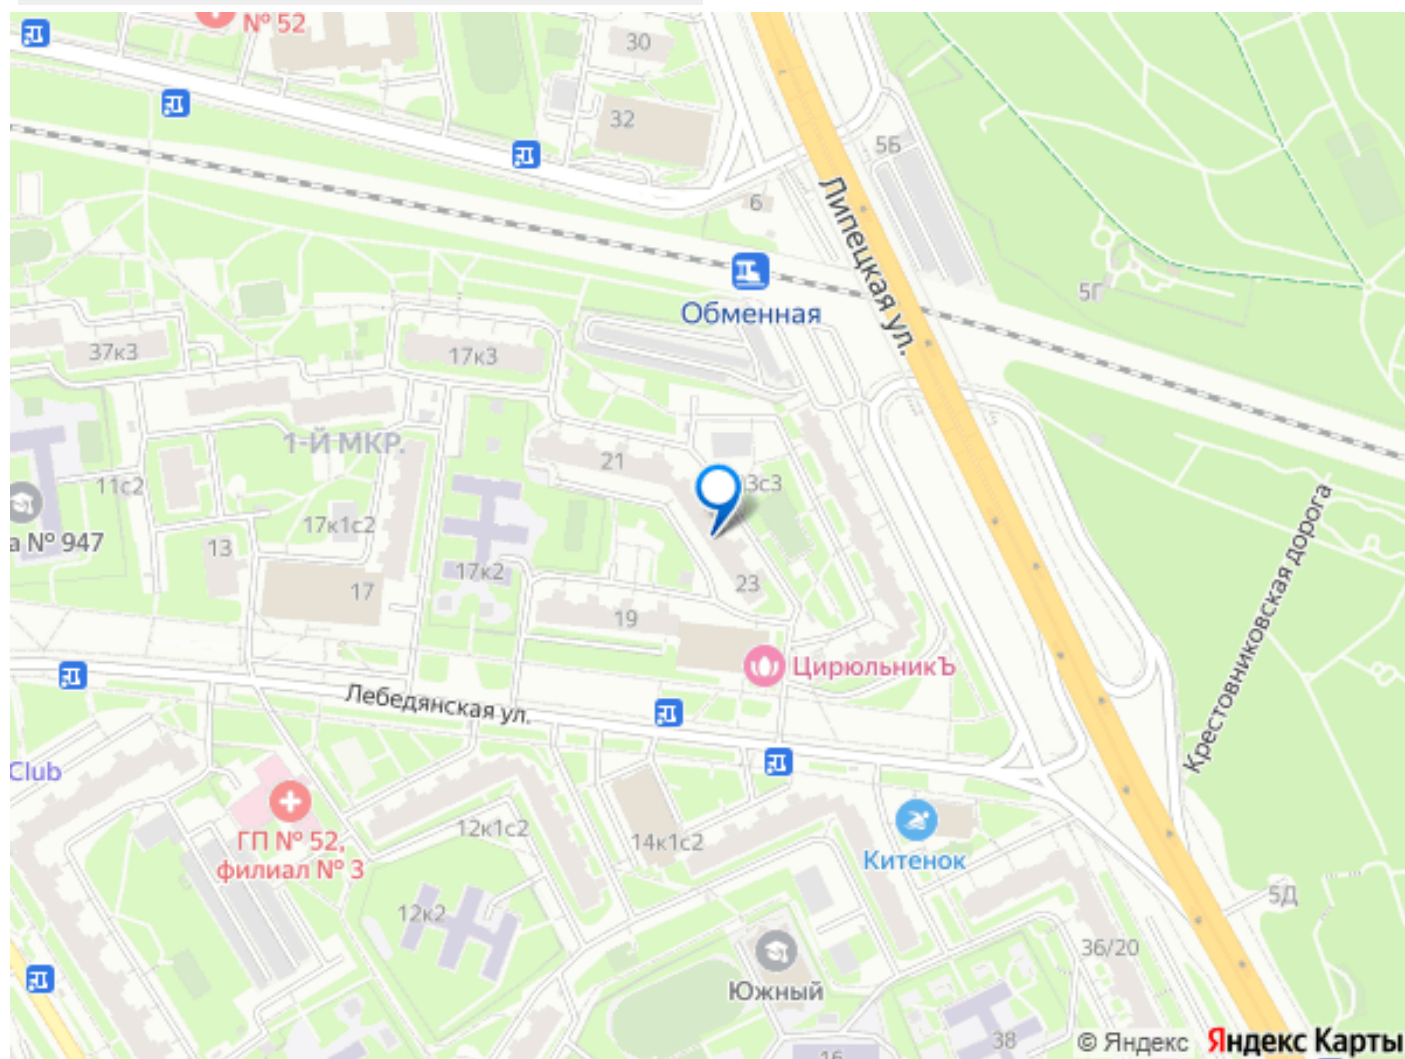 № 52
30
32
5Б
6
Липецкая ул.
5Г
Обменная
37к3
17к3
1-Й МКР.
21
3с3
11с2
17к1с2
а № 947
13
17к2
17
23
19
ЦирюльникЪ
Крестовниковская дорога
Лебедянская ул.
Club
ГП № 52,
филиал № 3
12к1с2
14к1с2
Китенок
5Д
12к2
36/20
Южный
38
16
© Яндекс
Яндекс Карты